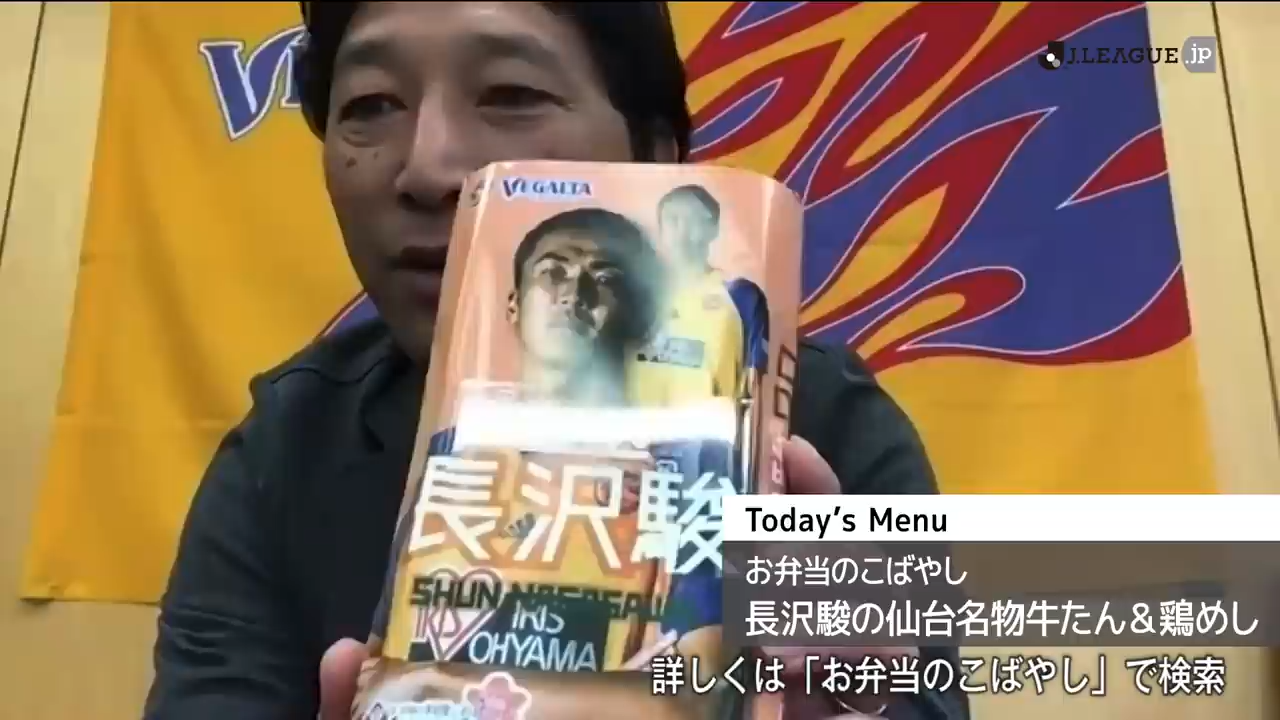 J.LEAGUE.jp
VEGALTA
長沢駿
SHUN NAGASAWA
IRIS
OHYAMA
Today's Menu
お弁当のこばやし
長沢駿の仙台名物牛たん&鶏めし
詳しくは「お弁当のこばやし」で検索